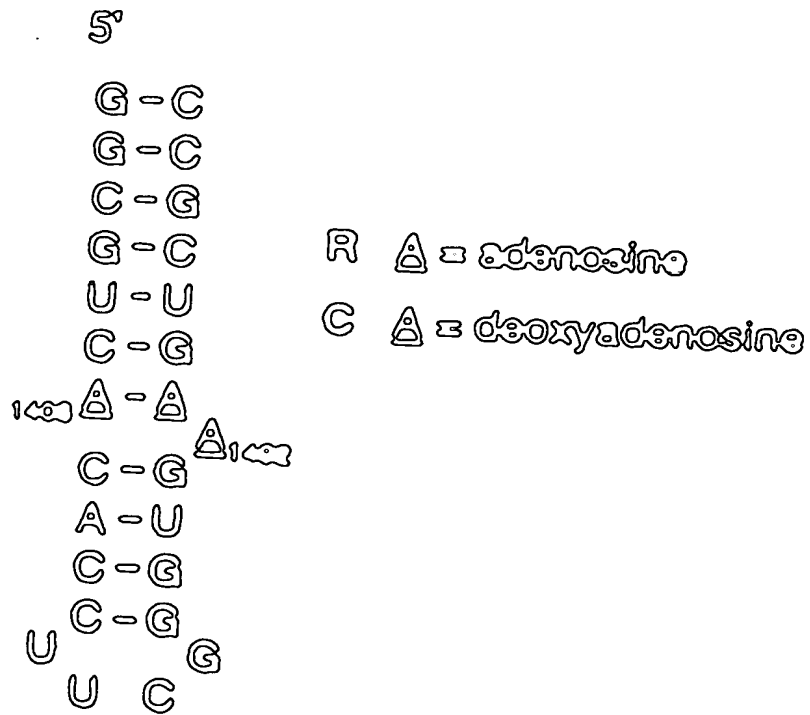 5'
G - C
G - C
C - G
G - C
U - U
C - G
A - A
A
C - G
A - U
C - G
C - G
U G
U C
R A = adenosine
C A = deoxyadenosine